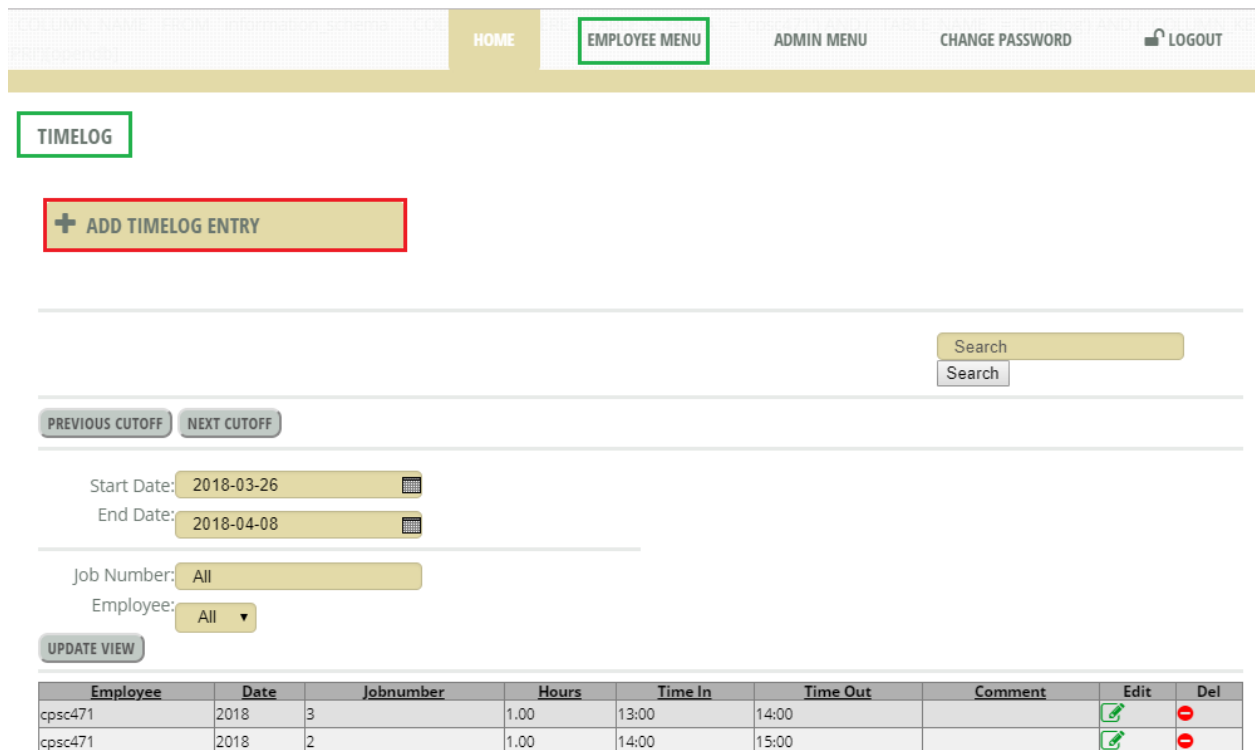 HOME EMPLOYEE MENU ADMIN MENU CHANGE PASSWORD LOGOUT
TIMELOG
ADD TIMELOG ENTRY
Search
Search
PREVIOUS CUTOFF NEXT CUTOFF
Start Date: 2018-03-26
End Date: 2018-04-08
Job Number: All
Employee: All
UPDATE VIEW
Employee Date Jobnumber Hours Time In Time Out Comment Edit Del
cpsc471 2018 3 1.00 13:00 14:00
cpsc471 2018 2 1.00 14:00 15:00